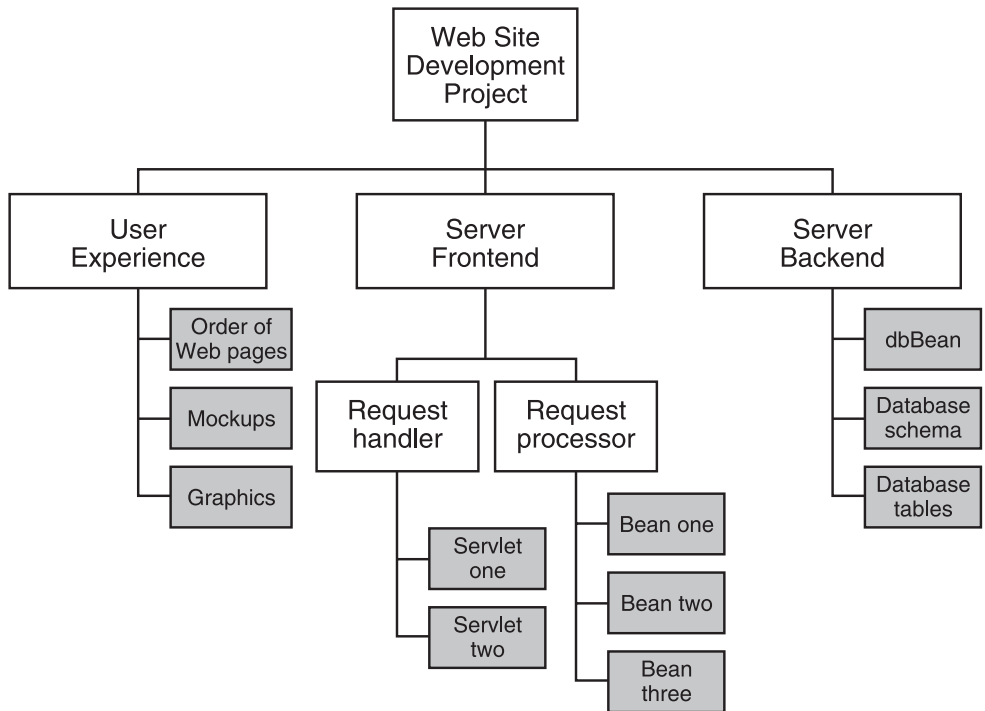 Web Site
Development
Project
User
Experience
Server
Frontend
Server
Backend
Order of
Web pages
Mockups
Graphics
Request
handler
Request
processor
Servlet
one
Servlet
two
Bean one
Bean two
Bean
three
dbBean
Database
schema
Database
tables